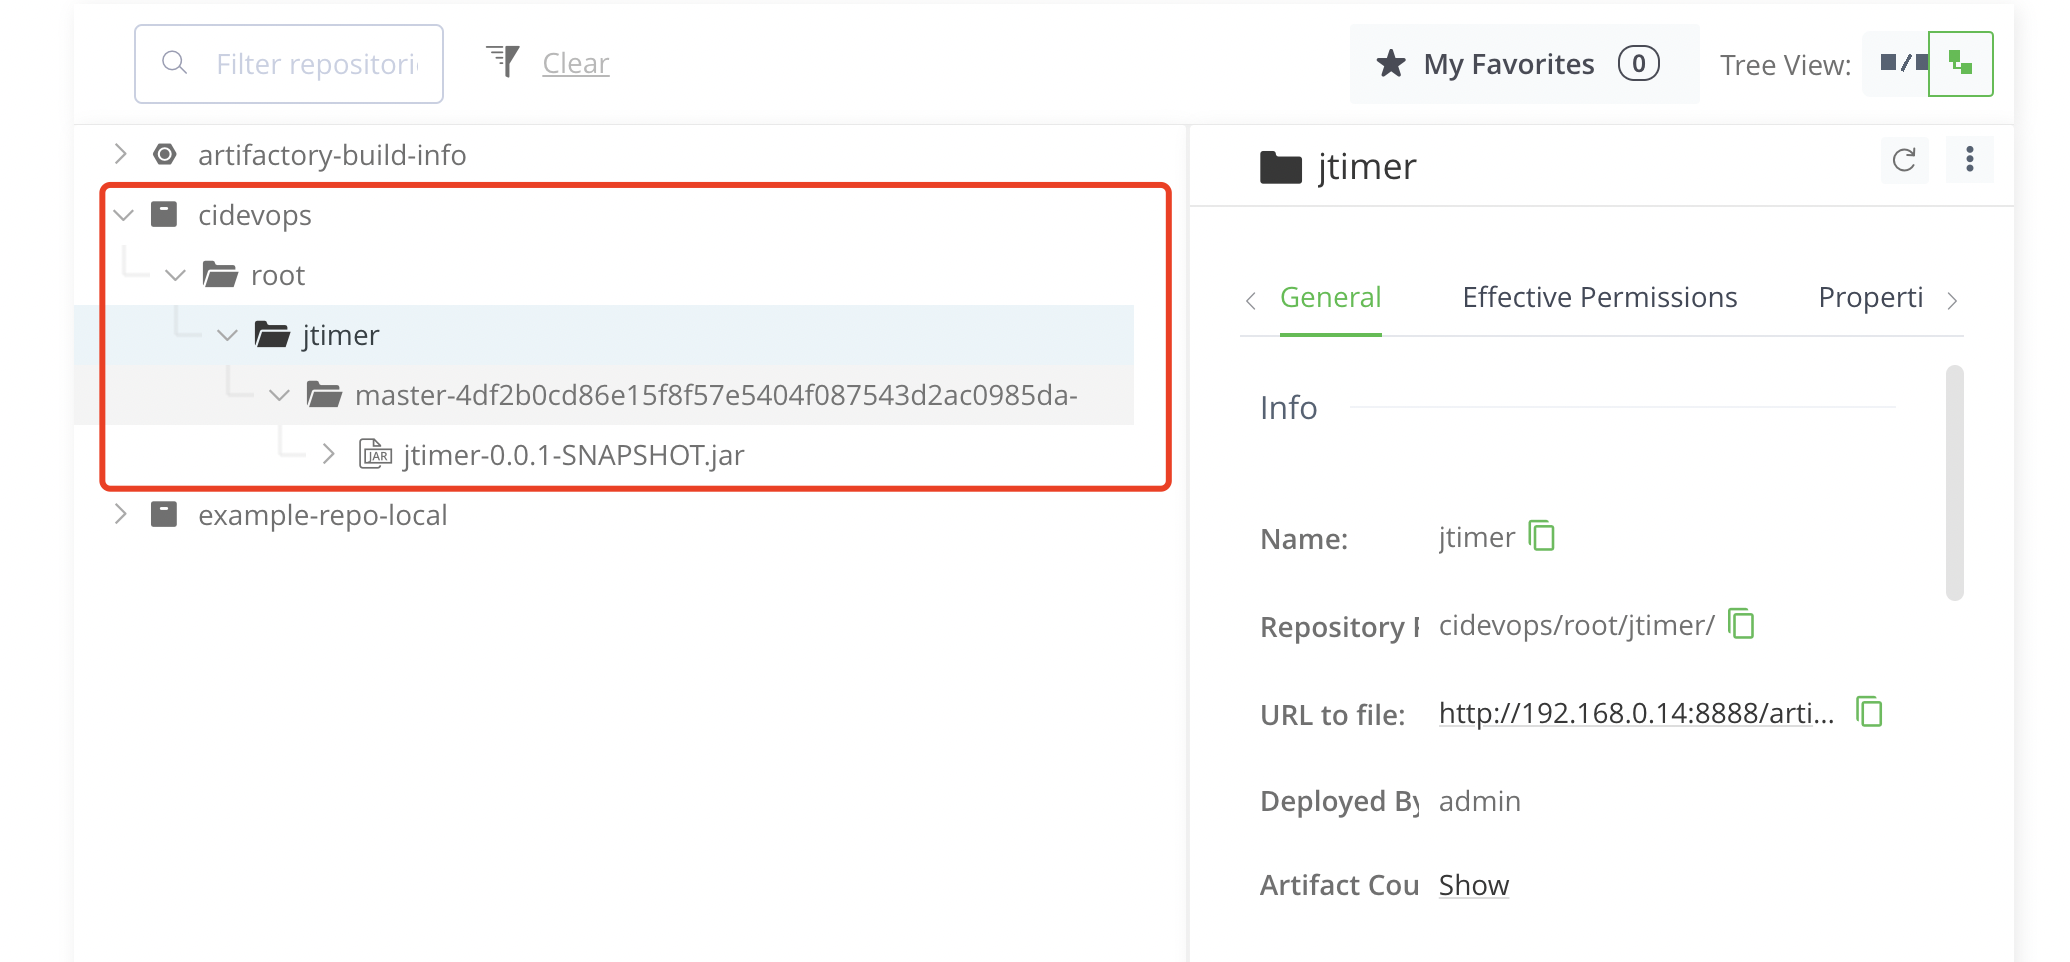 Filter repositori
Clear
My Favorites 0
Tree View:
artifactory-build-info
cidevops
root
jtimer
master-4df2b0cd86e15f8f57e5404f087543d2ac0985da-
JAR jtimer-0.0.1-SNAPSHOT.jar
example-repo-local
jtimer
General Effective Permissions Properti
Info
Name: jtimer
Repository cidevops/root/jtimer/
URL to file: http://192.168.0.14:8888/arti...
Deployed By admin
Artifact Cou Show